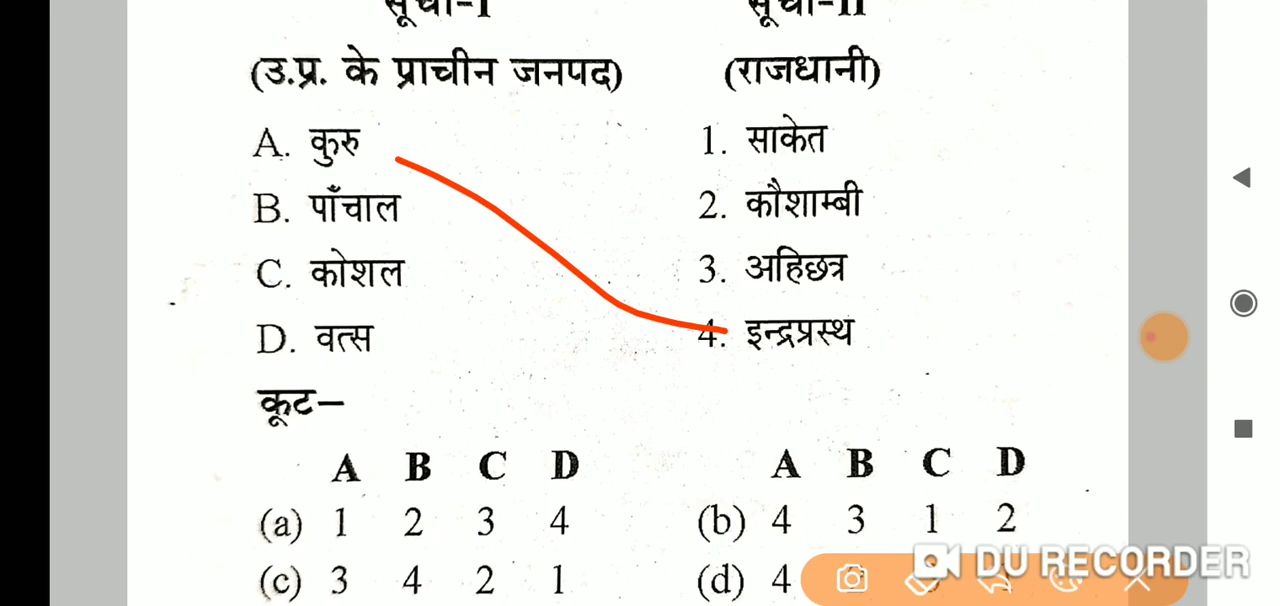 सूची-I सूची-II
(उ.प्र. के प्राचीन जनपद) (राजधानी)
A. कुरु 1. साकेत
B. पाँचाल 2. कौशाम्बी
C. कोशल 3. अहिछत्र
D. वत्स 4. इन्द्रप्रस्थ
कूट–
A B C D A B C D
(a) 1 2 3 4 (b) 4 3 1 2
(c) 3 4 2 1 (d) 4
DU RECORDER